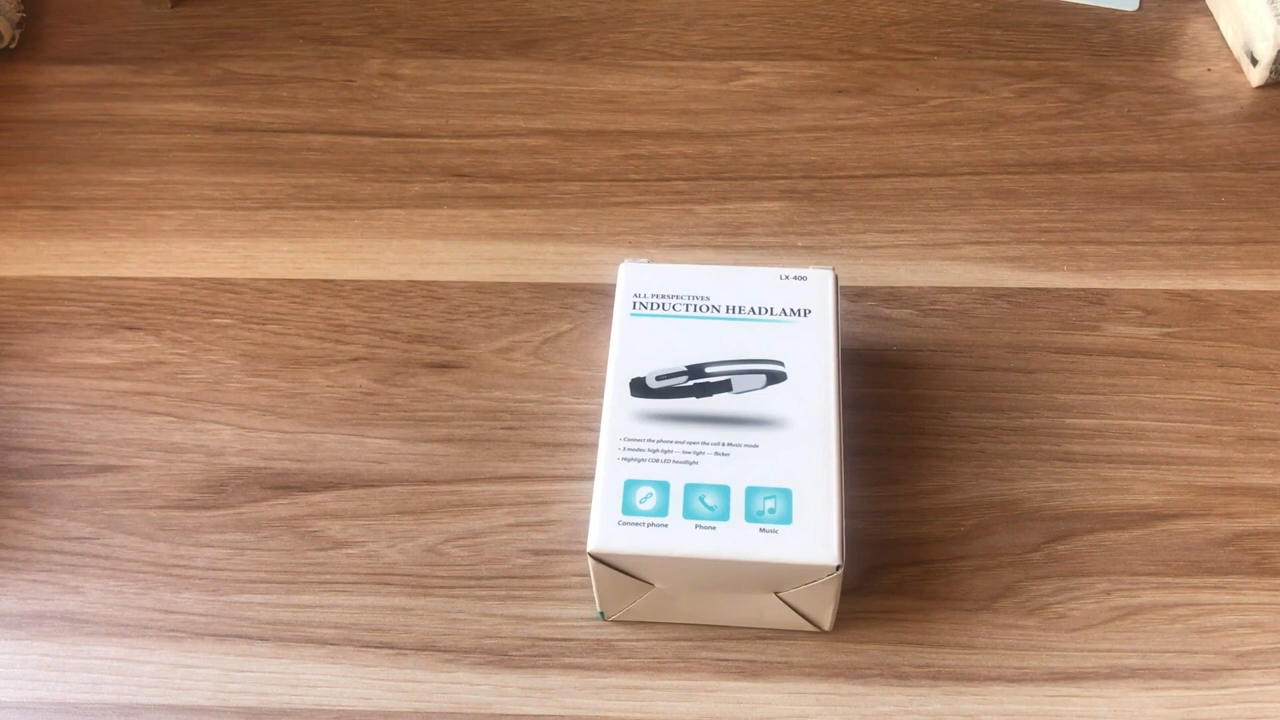 LX-400
ALL PERSPECTIVES
INDUCTION HEADLAMP
• Connect the phone and open the call & Music mode
• 3 modes: high light — low light — flicker
• Highlight COB LED headlight
Connect phone
Phone
Music